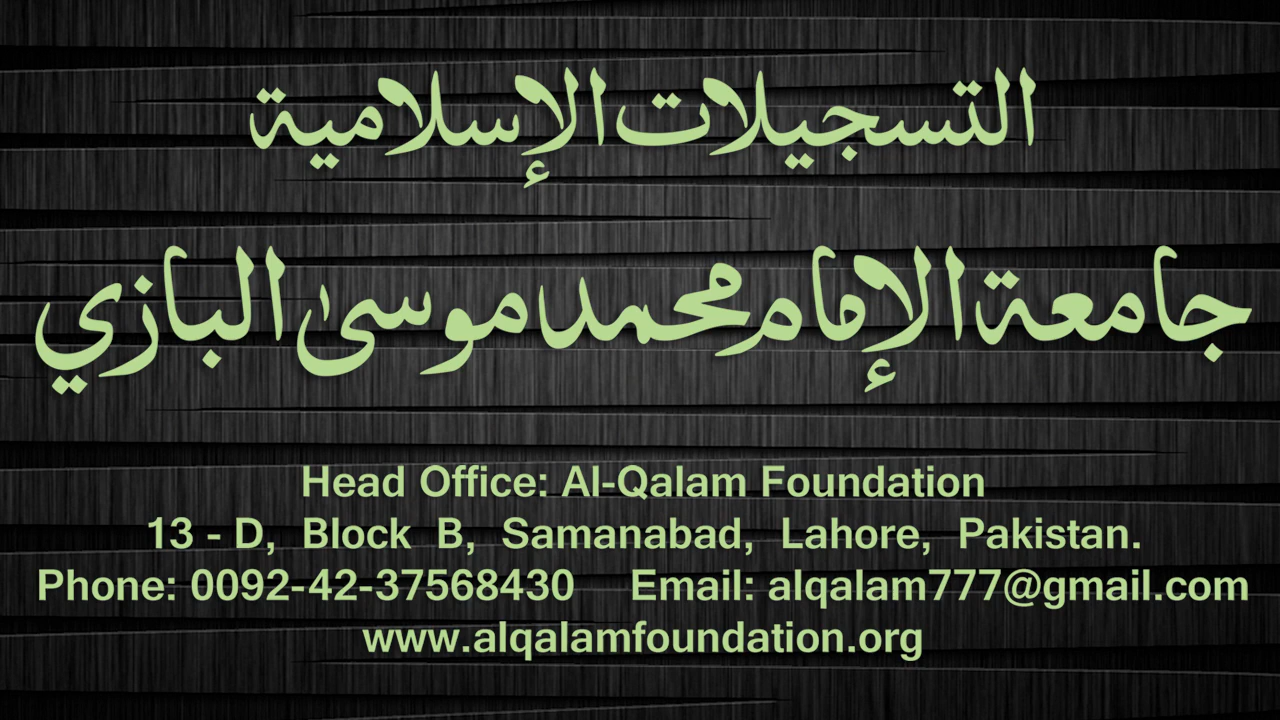 التسجيلات الإسلامية
جامعة الإمام محمد موسىٰ البازي
Head Office: Al-Qalam Foundation
13 - D, Block B, Samanabad, Lahore, Pakistan.
Phone: 0092-42-37568430 Email: alqalam777@gmail.com
www.alqalamfoundation.org